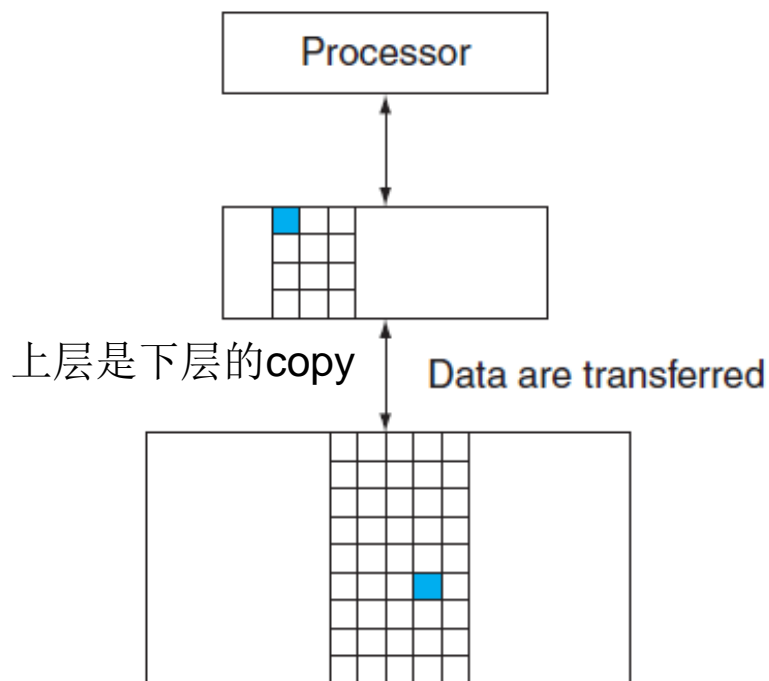 Processor
上层是下层的copy
Data are transferred